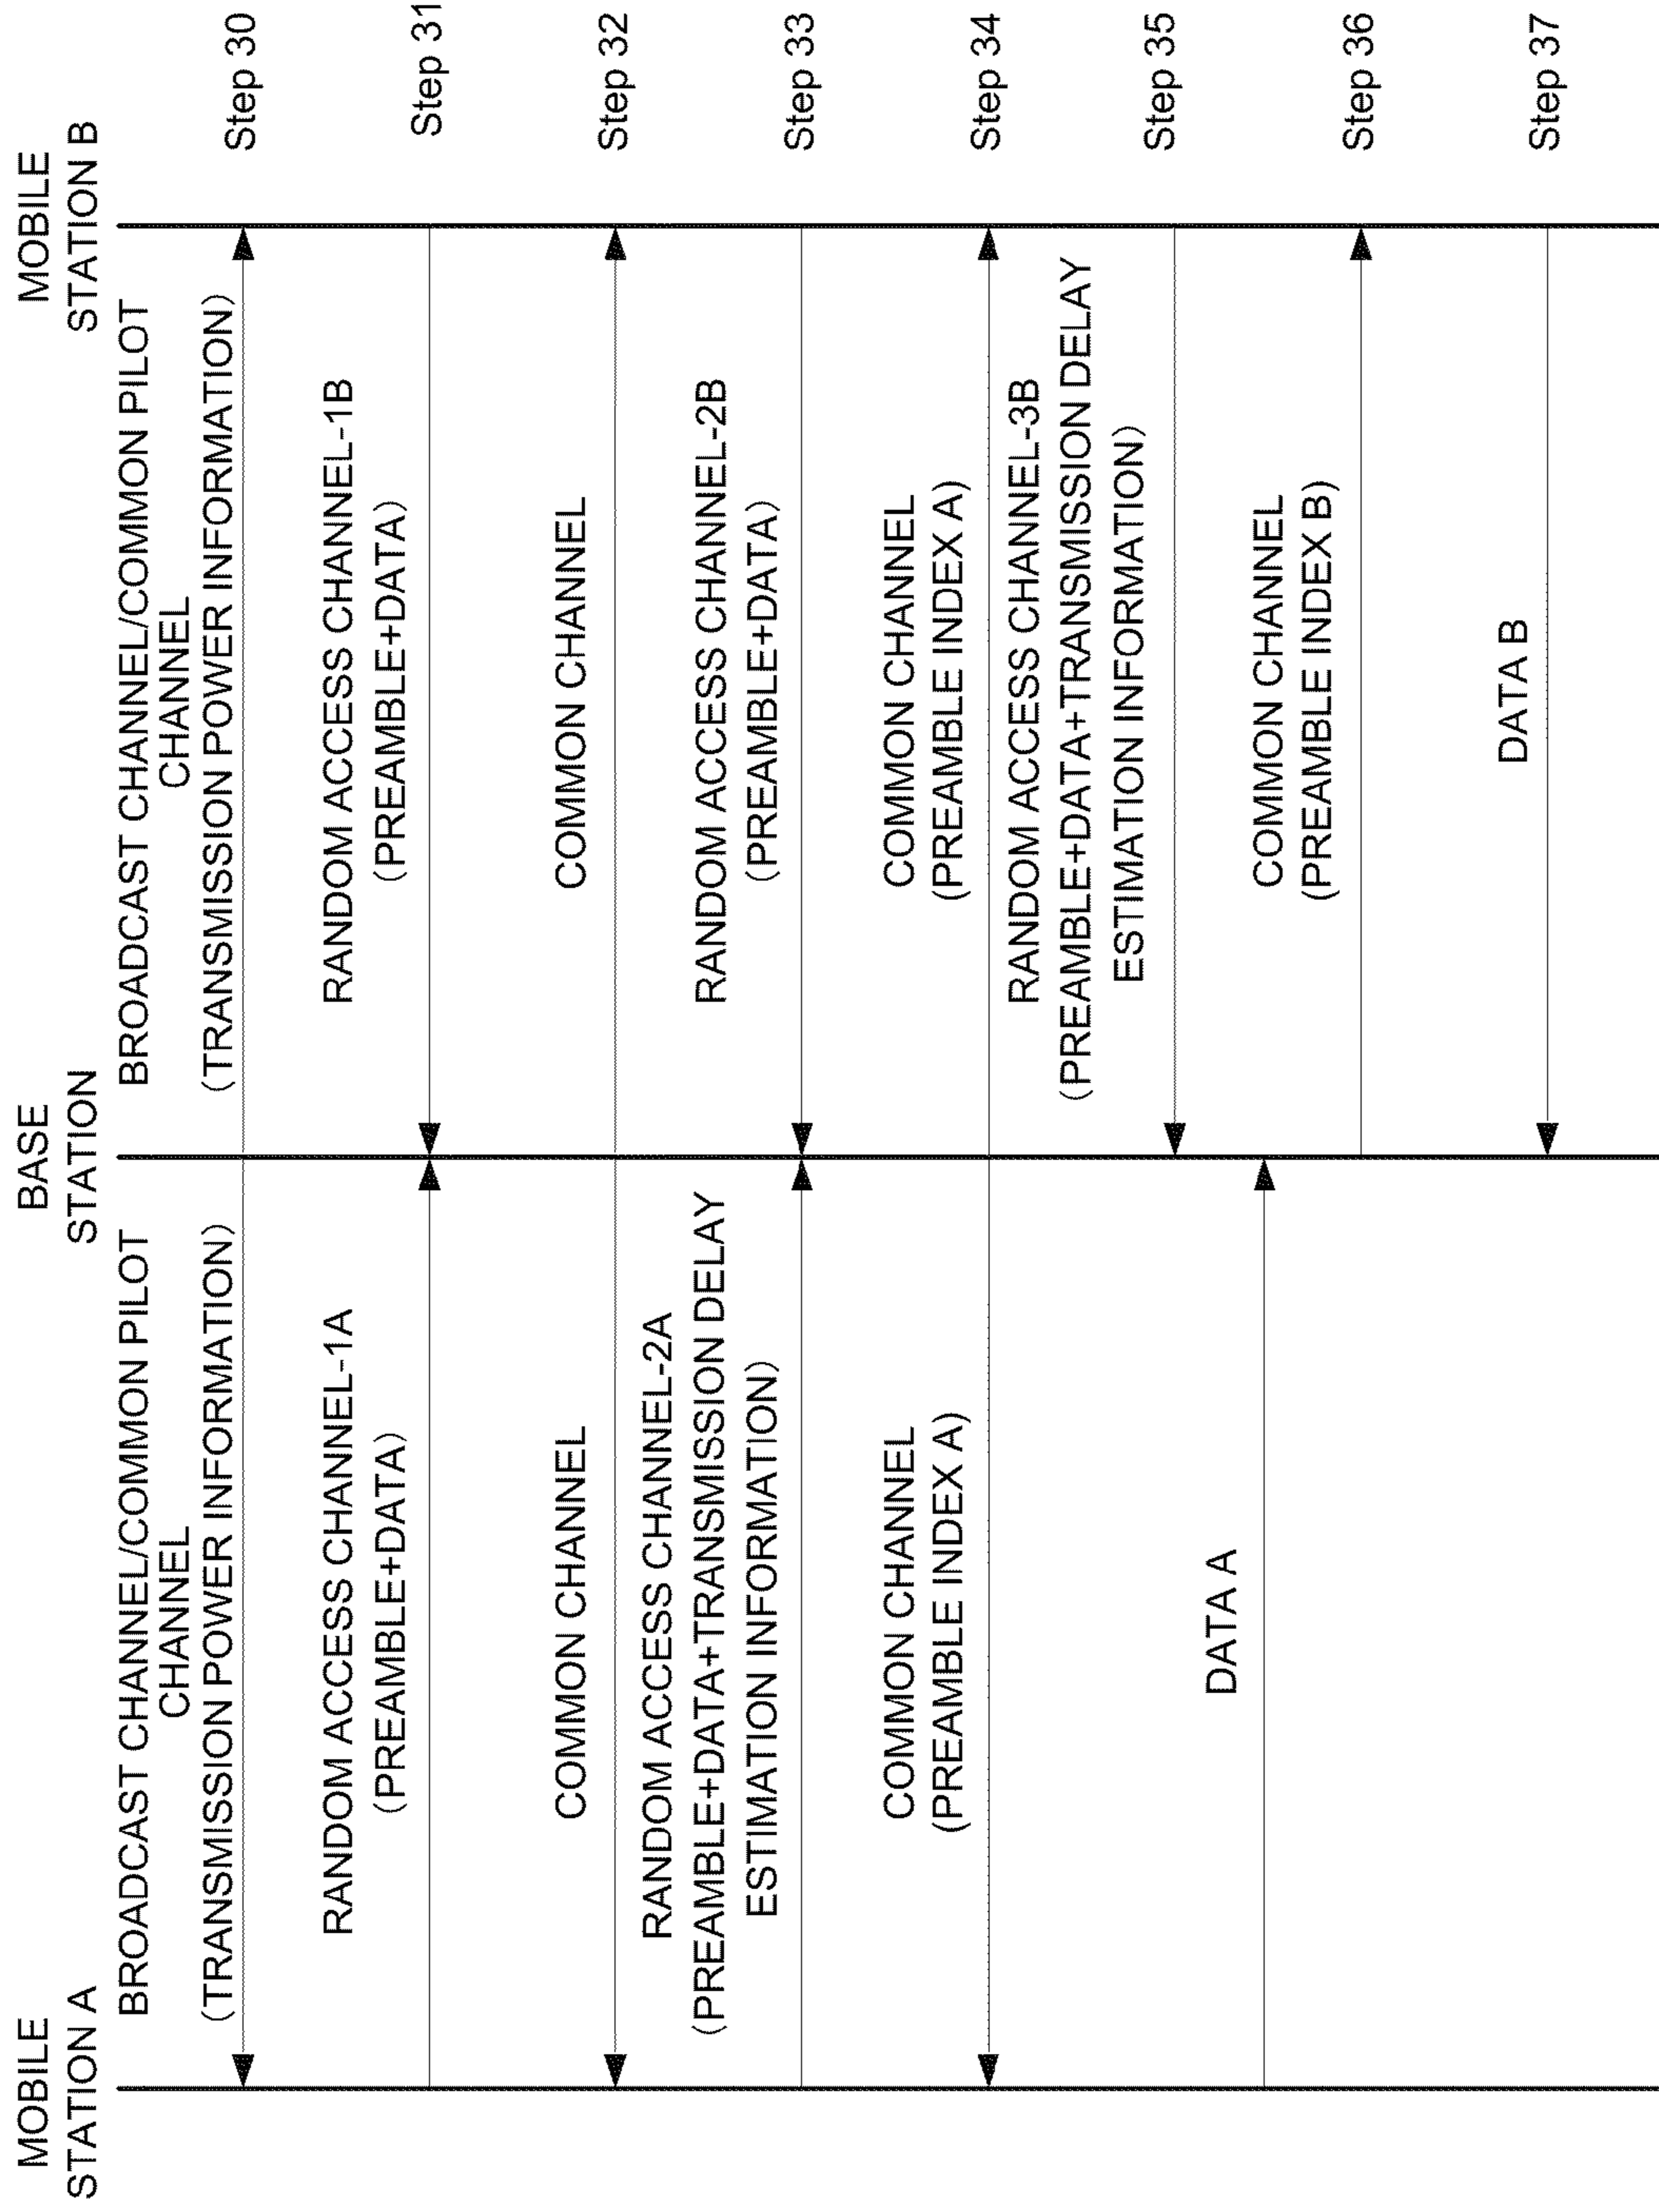 MOBILE
STATION A
BASE
STATION
MOBILE
STATION B
BROADCAST CHANNEL/COMMON PILOT
CHANNEL
(TRANSMISSION POWER INFORMATION)
BROADCAST CHANNEL/COMMON PILOT
CHANNEL
(TRANSMISSION POWER INFORMATION)
Step 30
RANDOM ACCESS CHANNEL-1A
(PREAMBLE+DATA)
RANDOM ACCESS CHANNEL-1B
(PREAMBLE+DATA)
Step 31
COMMON CHANNEL
COMMON CHANNEL
Step 32
RANDOM ACCESS CHANNEL-2A
(PREAMBLE+DATA+TRANSMISSION DELAY
ESTIMATION INFORMATION)
RANDOM ACCESS CHANNEL-2B
(PREAMBLE+DATA)
Step 33
COMMON CHANNEL
(PREAMBLE INDEX A)
COMMON CHANNEL
(PREAMBLE INDEX A)
Step 34
RANDOM ACCESS CHANNEL-3B
(PREAMBLE+DATA+TRANSMISSION DELAY
ESTIMATION INFORMATION)
Step 35
DATA A
COMMON CHANNEL
(PREAMBLE INDEX B)
Step 36
DATA B
Step 37